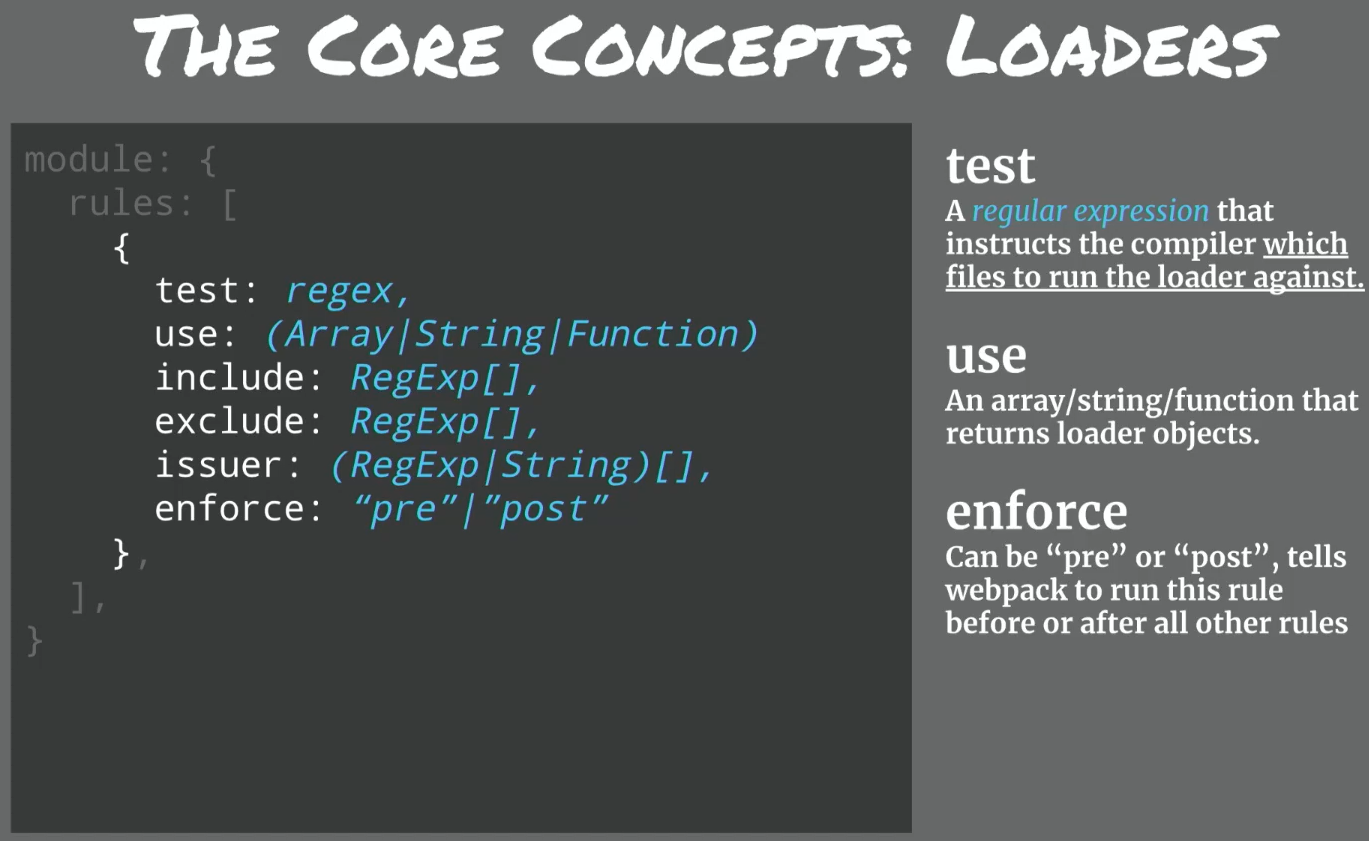 The Core Concepts: Loaders
module: {
rules: [
{
test: regex,
use: (Array|String|Function)
include: RegExp[],
exclude: RegExp[],
issuer: (RegExp|String)[],
enforce: “pre”|”post”
},
],
}
test
A regular expression that
instructs the compiler which
files to run the loader against.
use
An array/string/function that
returns loader objects.
enforce
Can be “pre” or “post”, tells
webpack to run this rule
before or after all other rules